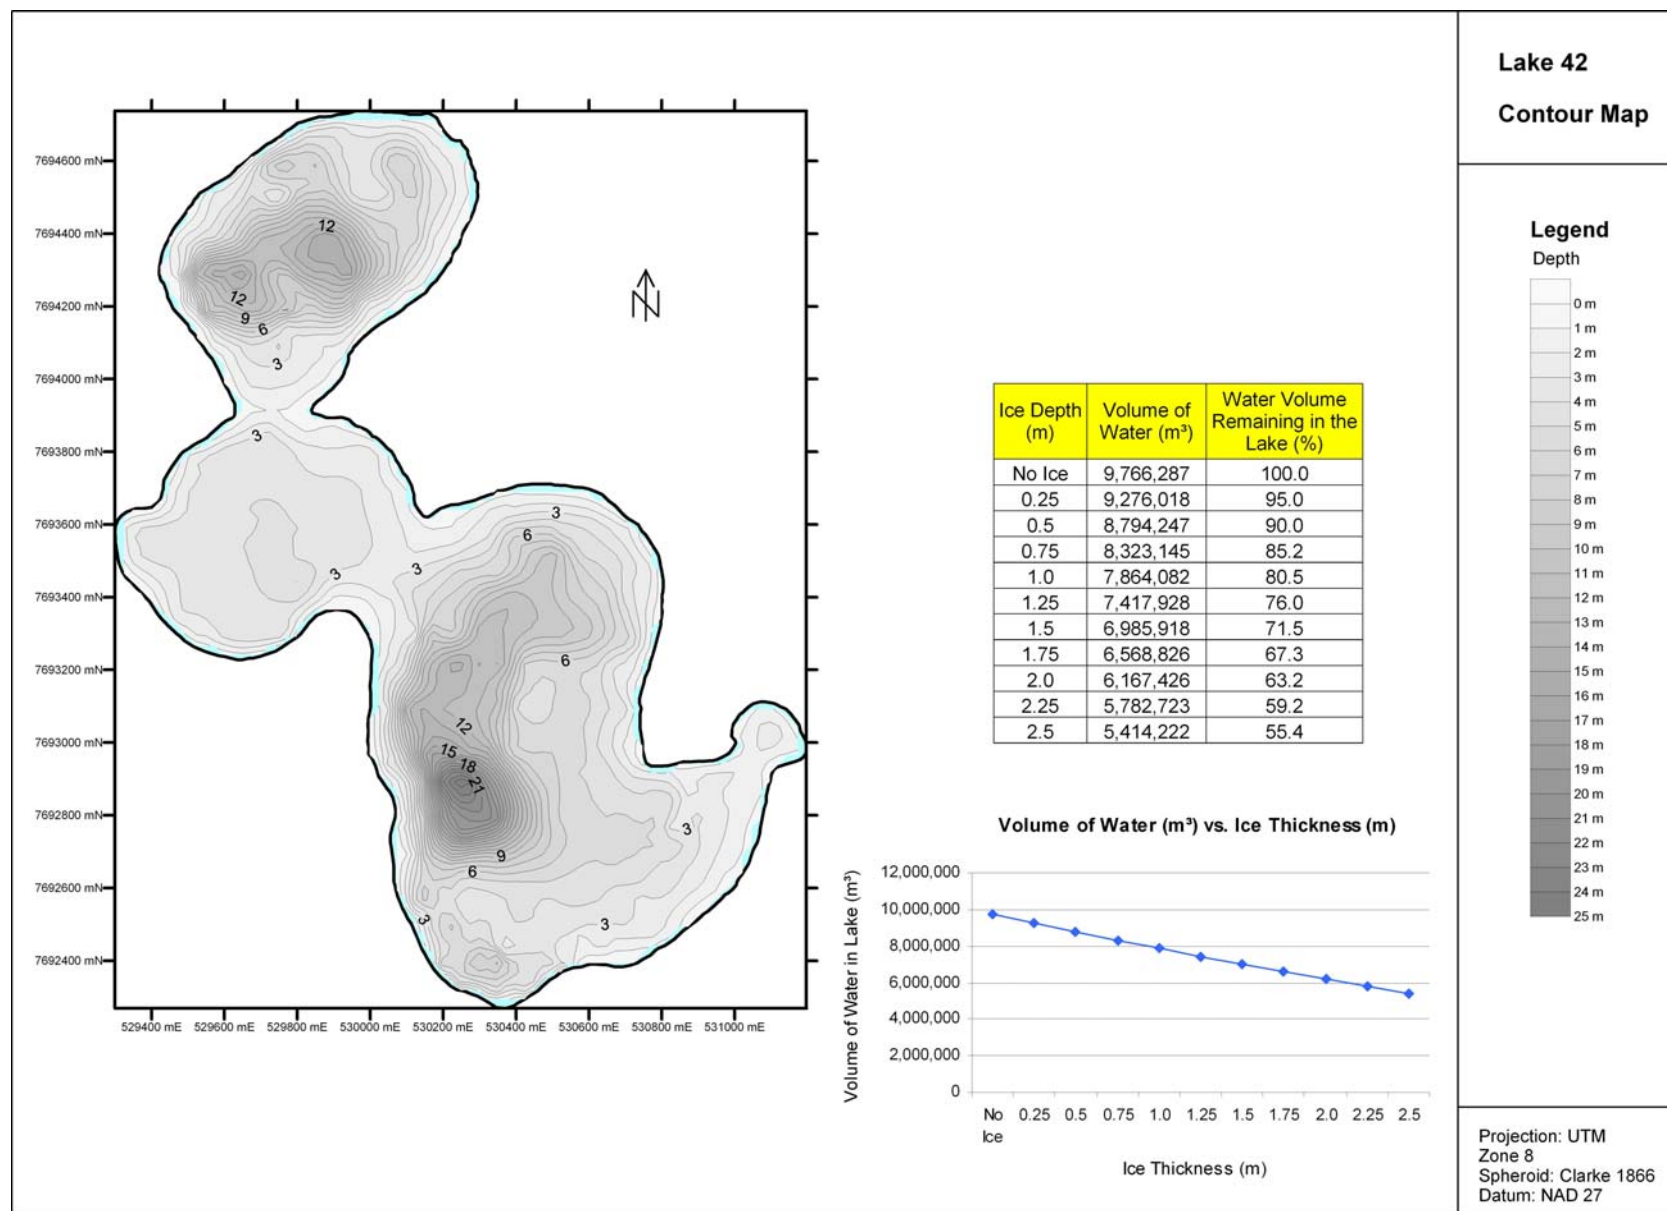 Lake 42
Contour Map
7694600 mN
7694400 mN
7694200 mN
7694000 mN
7693800 mN
7693600 mN
7693400 mN
7693200 mN
7693000 mN
7692800 mN
7692600 mN
7692400 mN
529400 mE 529600 mE 529800 mE 530000 mE 530200 mE 530400 mE 530600 mE 530800 mE 531000 mE
12
12
9
6
3
3
3
3
3
6
6
12
15
18
21
9
6
3
3
3
N
Ice Depth (m) Volume of Water (m³) Water Volume Remaining in the Lake (%)
No Ice 9,766,287 100.0
0.25 9,276,018 95.0
0.5 8,794,247 90.0
0.75 8,323,145 85.2
1.0 7,864,082 80.5
1.25 7,417,928 76.0
1.5 6,985,918 71.5
1.75 6,568,826 67.3
2.0 6,167,426 63.2
2.25 5,782,723 59.2
2.5 5,414,222 55.4
Volume of Water (m³) vs. Ice Thickness (m)
Volume of Water in Lake (m³)
12,000,000
10,000,000
8,000,000
6,000,000
4,000,000
2,000,000
0
No Ice 0.25 0.5 0.75 1.0 1.25 1.5 1.75 2.0 2.25 2.5
Ice Thickness (m)
Legend
Depth
0 m
1 m
2 m
3 m
4 m
5 m
6 m
7 m
8 m
9 m
10 m
11 m
12 m
13 m
14 m
15 m
16 m
17 m
18 m
19 m
20 m
21 m
22 m
23 m
24 m
25 m
Projection: UTM
Zone 8
Spheroid: Clarke 1866
Datum: NAD 27